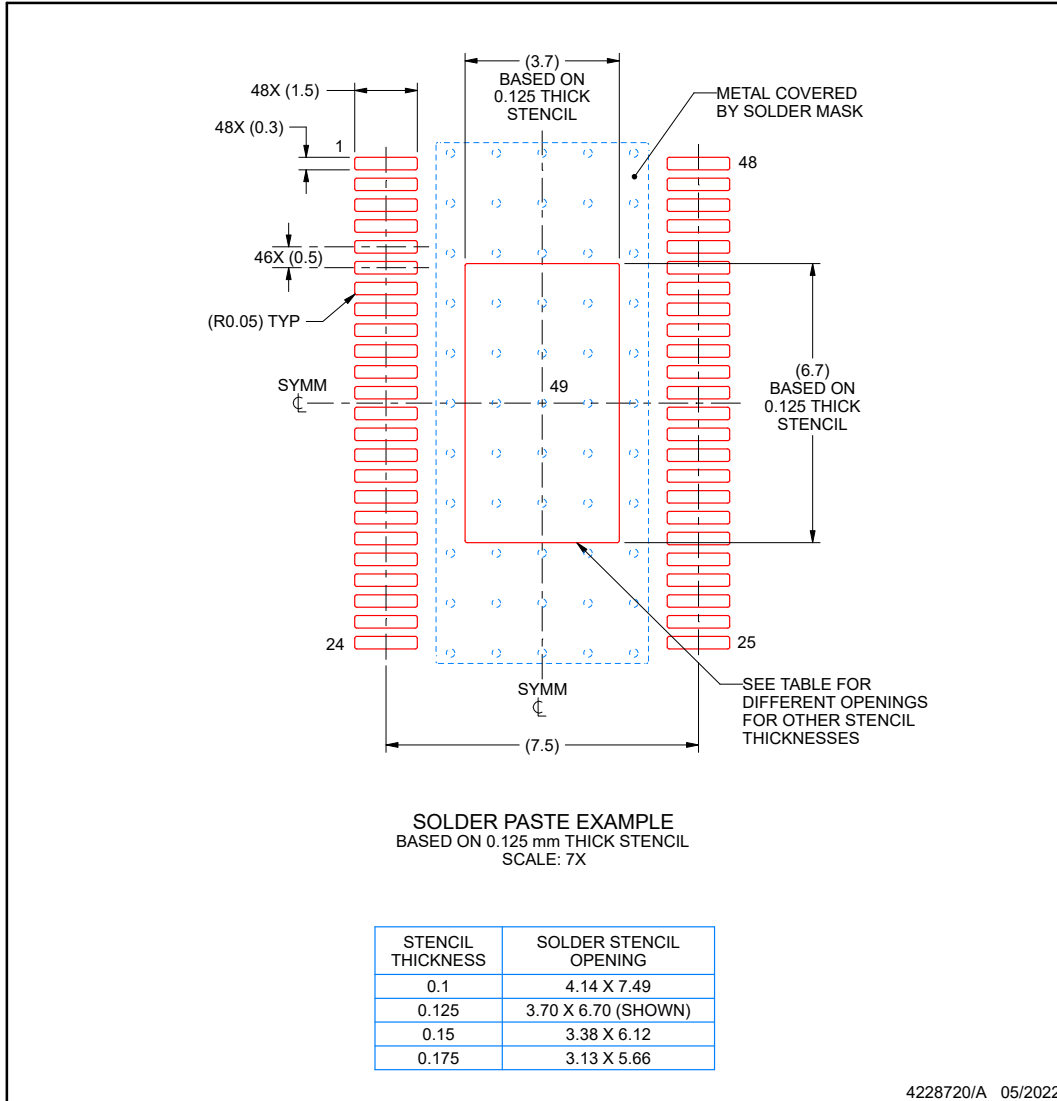 (3.7)
BASED ON
0.125 THICK
STENCIL
48X (1.5)
METAL COVERED
BY SOLDER MASK
48X (0.3)
1
48
46X (0.5)
(R0.05) TYP
SYMM
℄
49
(6.7)
BASED ON
0.125 THICK
STENCIL
24
25
SYMM
℄
SEE TABLE FOR
DIFFERENT OPENINGS
FOR OTHER STENCIL
THICKNESSES
(7.5)
SOLDER PASTE EXAMPLE
BASED ON 0.125 mm THICK STENCIL
SCALE: 7X
STENCIL
THICKNESS
SOLDER STENCIL
OPENING
0.1 4.14 X 7.49
0.125 3.70 X 6.70 (SHOWN)
0.15 3.38 X 6.12
0.175 3.13 X 5.66
4228720/A 05/2022